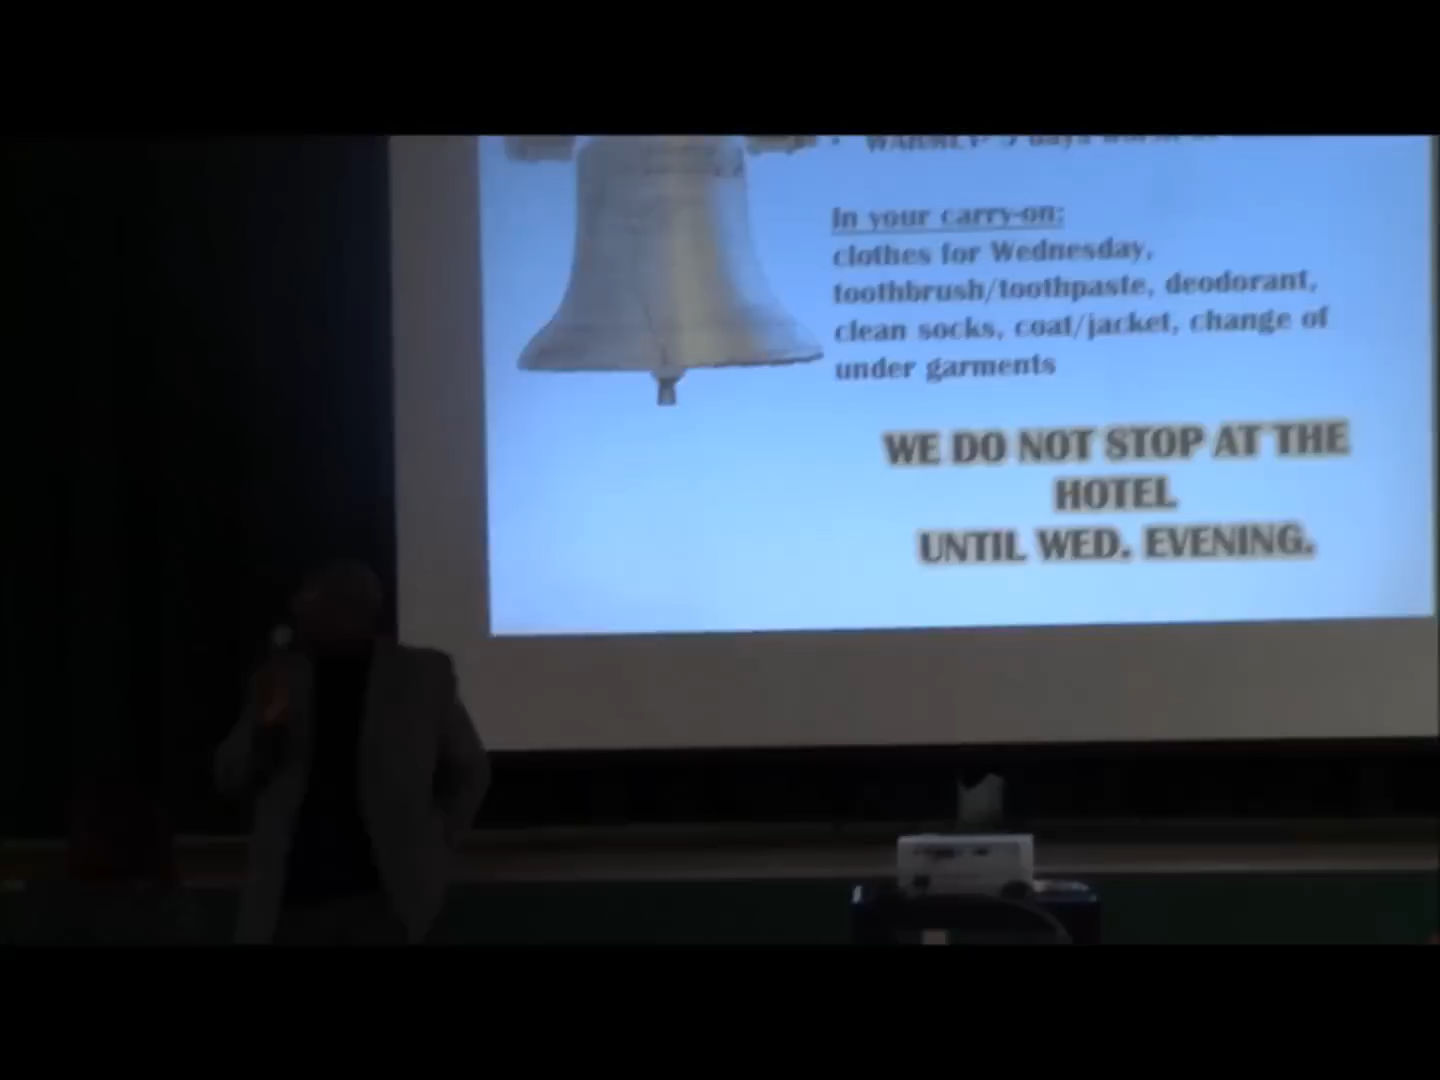 In your carry-on:
clothes for Wednesday,
toothbrush/toothpaste, deodorant,
clean socks, coat/jacket, change of
under garments
WE DO NOT STOP AT THE
HOTEL
UNTIL WED. EVENING.